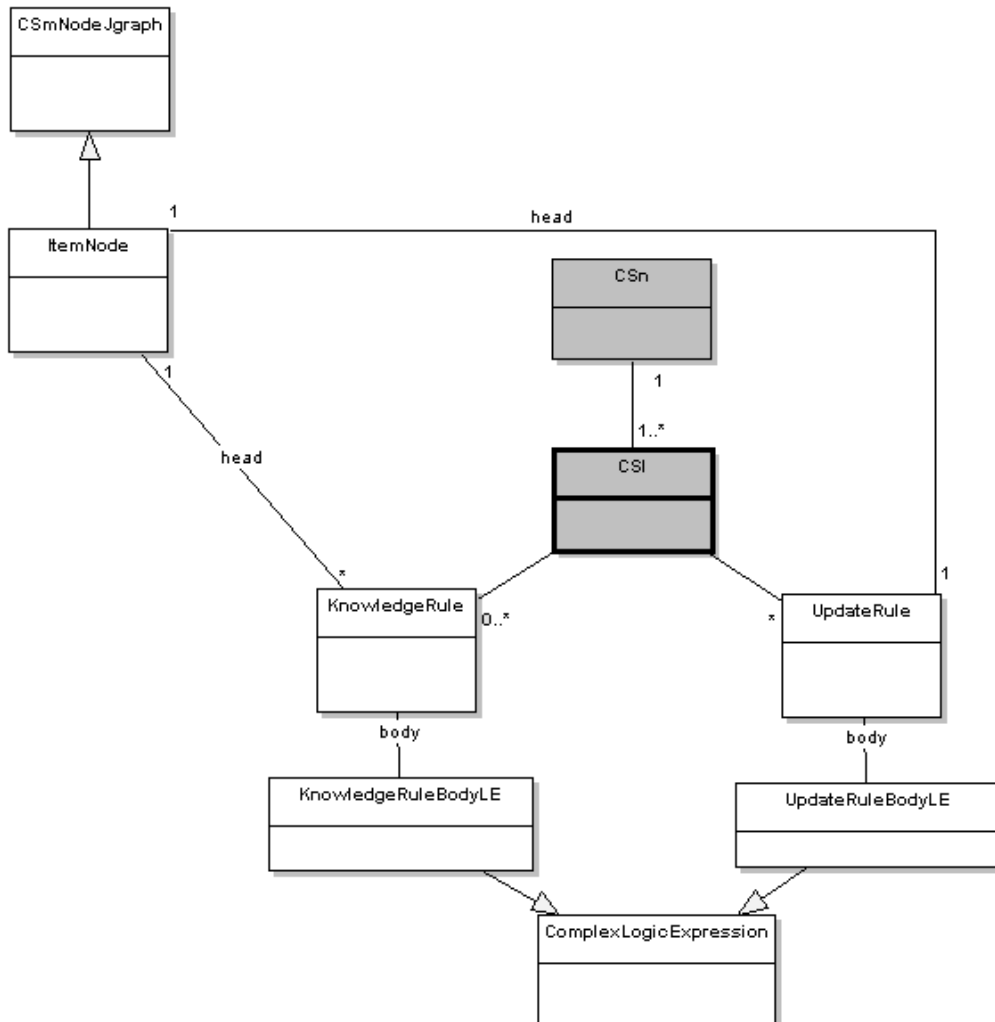 CSmNodeJgraph
1
head
ItemNode
CSn
1
1
1..*
head
CSI
*
1
KnowledgeRule
0..*
*
UpdateRule
body
body
KnowledgeRuleBodyLE
UpdateRuleBodyLE
ComplexLogicExpression